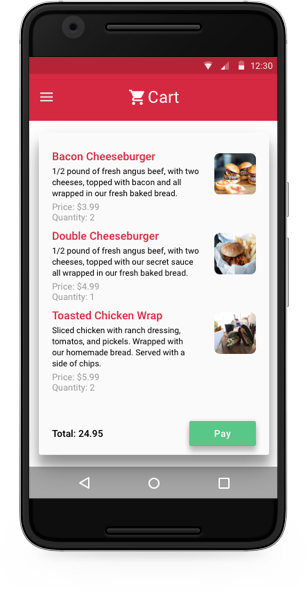 12:30
Cart
Bacon Cheeseburger
1/2 pound of fresh angus beef, with two
cheeses, topped with bacon and all
wrapped in our fresh baked bread.
Price: $3.99
Quantity: 2
Double Cheeseburger
1/2 pound of fresh angus beef, with two
cheeses, topped with our secret sauce
all wrapped in our fresh baked bread.
Price: $4.99
Quantity: 1
Toasted Chicken Wrap
Sliced chicken with ranch dressing,
tomatos, and pickels. Wrapped with
our homemade bread. Served with a
side of chips.
Price: $5.99
Quantity: 2
Total: 24.95
Pay